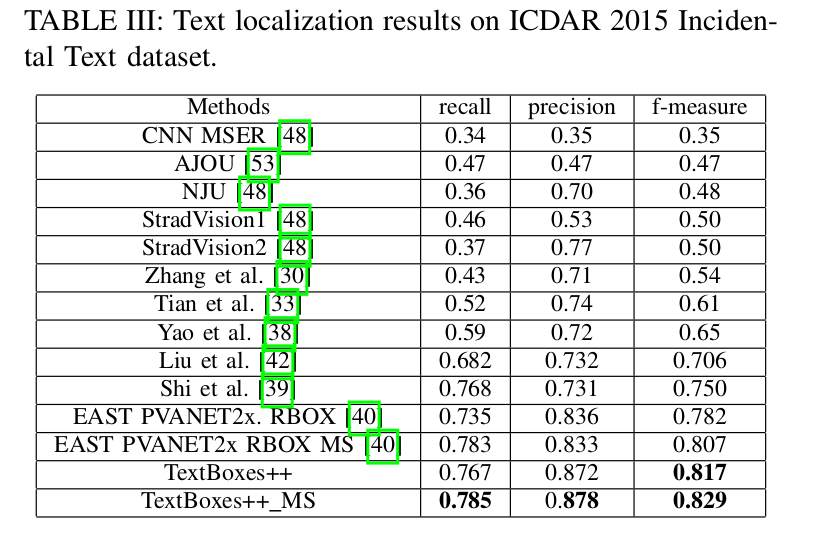 TABLE III: Text localization results on ICDAR 2015 Inciden-
tal Text dataset.
Methods recall precision f-measure
CNN MSER [48] 0.34 0.35 0.35
AJOU [53] 0.47 0.47 0.47
NJU [48] 0.36 0.70 0.48
StradVision1 [48] 0.46 0.53 0.50
StradVision2 [48] 0.37 0.77 0.50
Zhang et al. [30] 0.43 0.71 0.54
Tian et al. [33] 0.52 0.74 0.61
Yao et al. [38] 0.59 0.72 0.65
Liu et al. [42] 0.682 0.732 0.706
Shi et al. [39] 0.768 0.731 0.750
EAST PVANET2x. RBOX [40] 0.735 0.836 0.782
EAST PVANET2x RBOX MS [40] 0.783 0.833 0.807
TextBoxes++ 0.767 0.872 0.817
TextBoxes++_MS 0.785 0.878 0.829